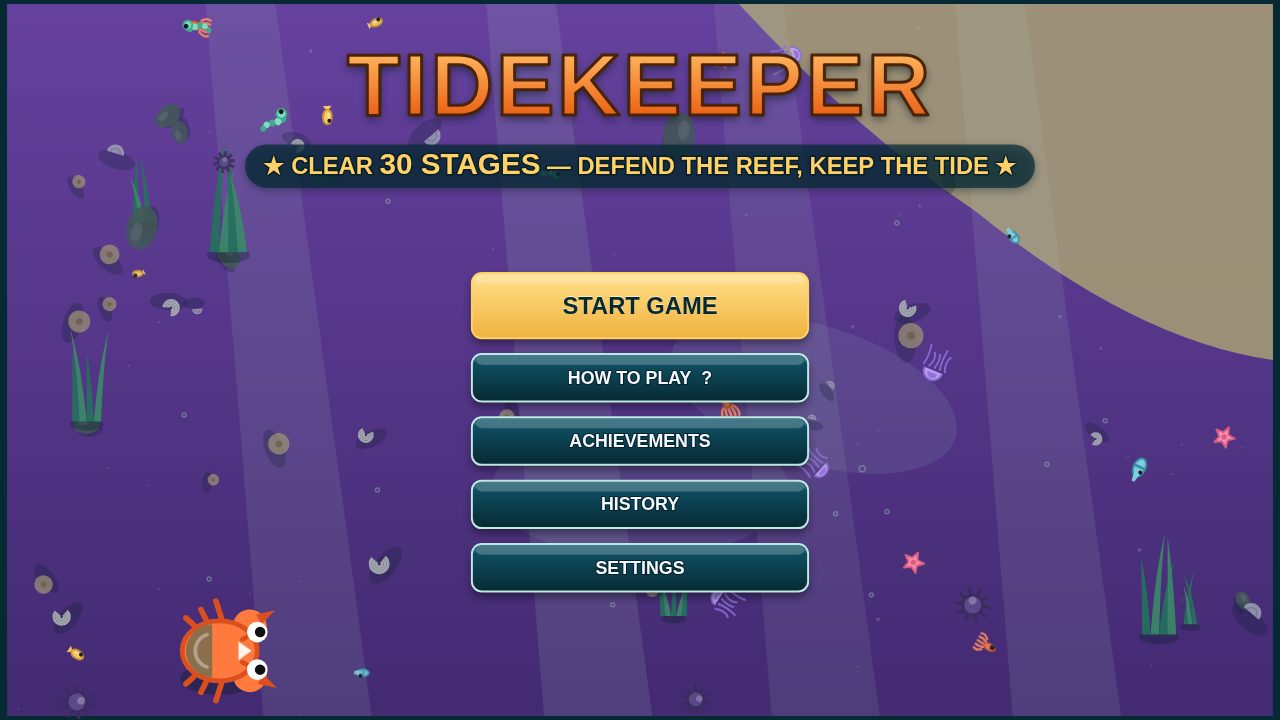 TIDEKEEPER
★ CLEAR 30 STAGES — DEFEND THE REEF, KEEP THE TIDE ★
START GAME
HOW TO PLAY ?
ACHIEVEMENTS
HISTORY
SETTINGS